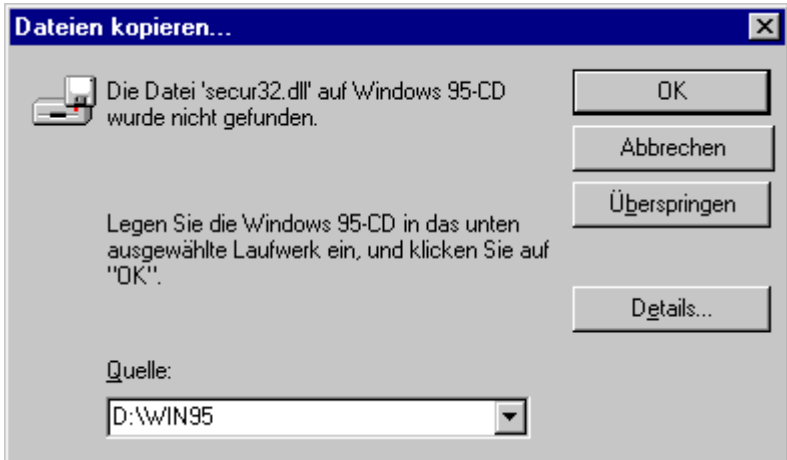 Dateien kopieren...
Die Datei 'secur32.dll' auf Windows 95-CD
wurde nicht gefunden.
OK
Abbrechen
Überspringen
Legen Sie die Windows 95-CD in das unten
ausgewählte Laufwerk ein, und klicken Sie auf
"OK".
Details...
Quelle:
D:\WIN95